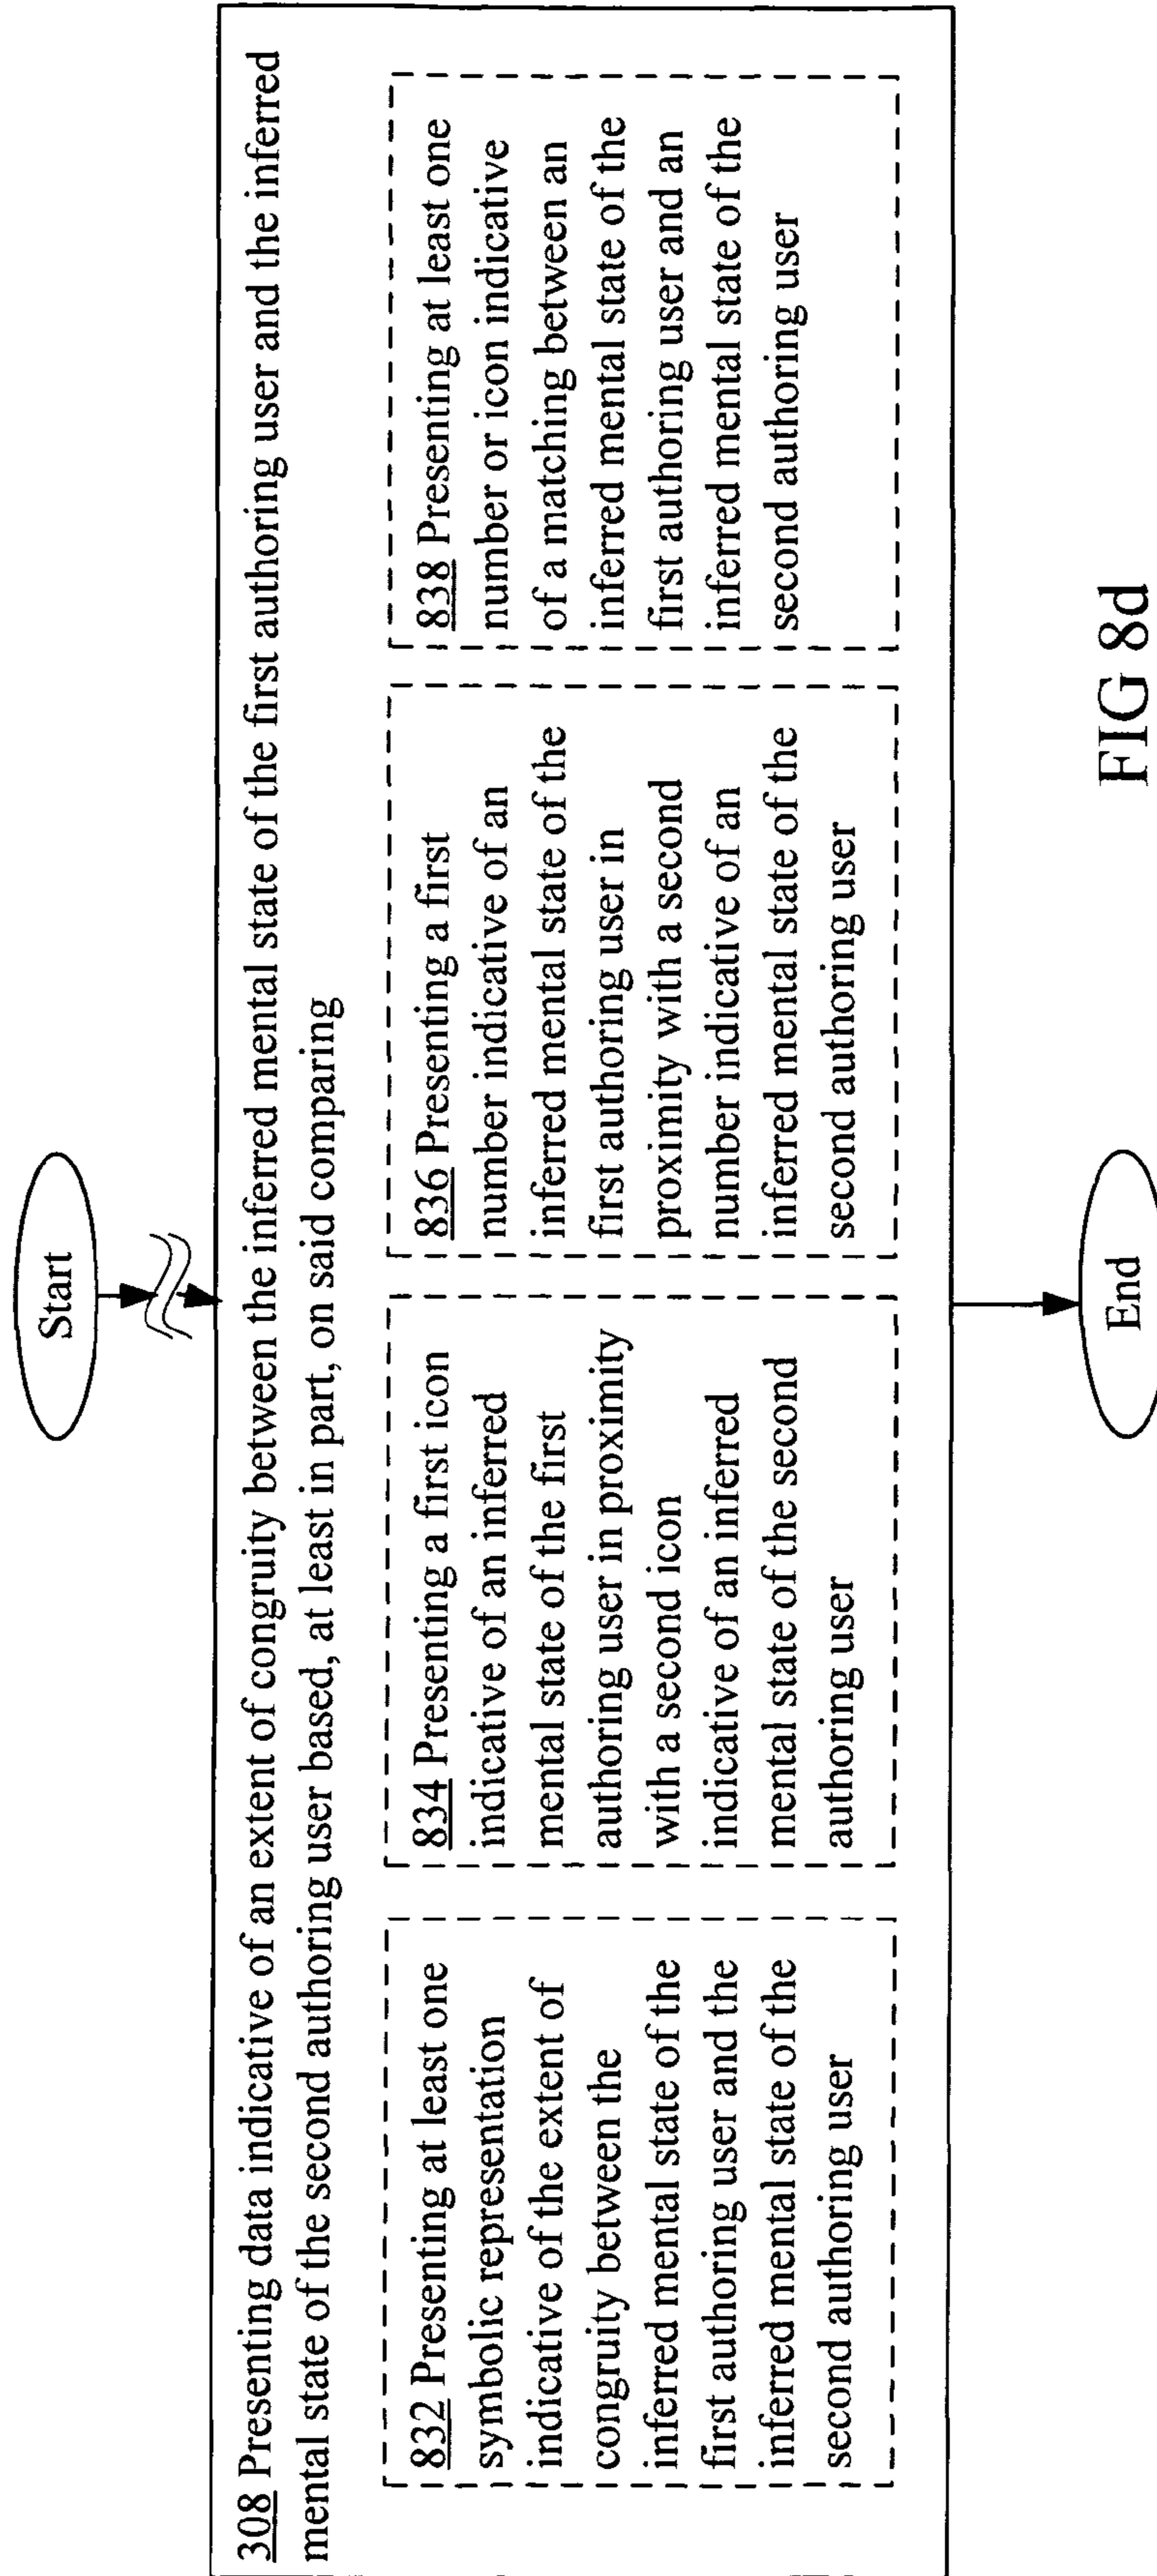 Start
308 Presenting data indicative of an extent of congruity between the inferred mental state of the first authoring user and the inferred
mental state of the second authoring user based, at least in part, on said comparing
832 Presenting at least one
symbolic representation
indicative of the extent of
congruity between the
inferred mental state of the
first authoring user and the
inferred mental state of the
second authoring user
834 Presenting a first icon
indicative of an inferred
mental state of the first
authoring user in proximity
with a second icon
indicative of an inferred
mental state of the second
authoring user
836 Presenting a first
number indicative of an
inferred mental state of the
first authoring user in
proximity with a second
number indicative of an
inferred mental state of the
second authoring user
838 Presenting at least one
number or icon indicative
of a matching between an
inferred mental state of the
first authoring user and an
inferred mental state of the
second authoring user
End
FIG 8d